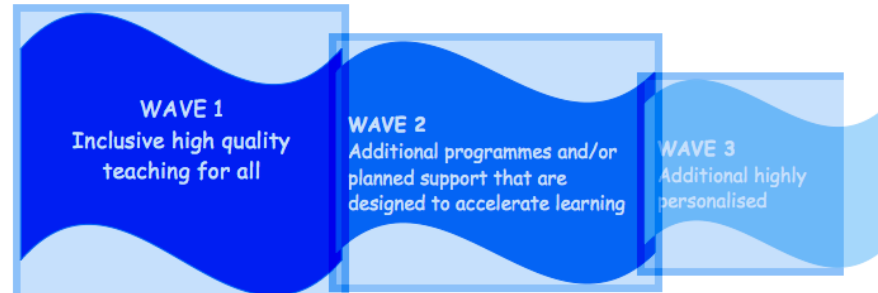 WAVE 1
Inclusive high quality
teaching for all
WAVE 2
Additional programmes and/or
planned support that are
designed to accelerate learning
WAVE 3
Additional highly
personalised